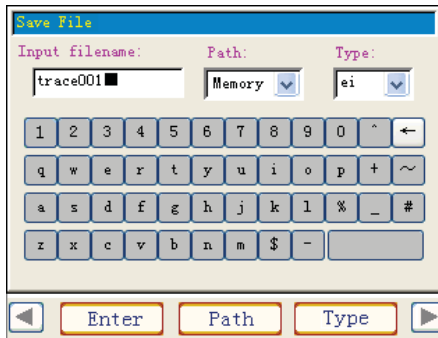 Save File
Input filename: Path: Type:
trace001 Memory ei
1 2 3 4 5 6 7 8 9 0 ^ ←
q w e r t y u i o p + ~
a s d f g h j k l % _ #
z x c v b n m $ -
Enter Path Type